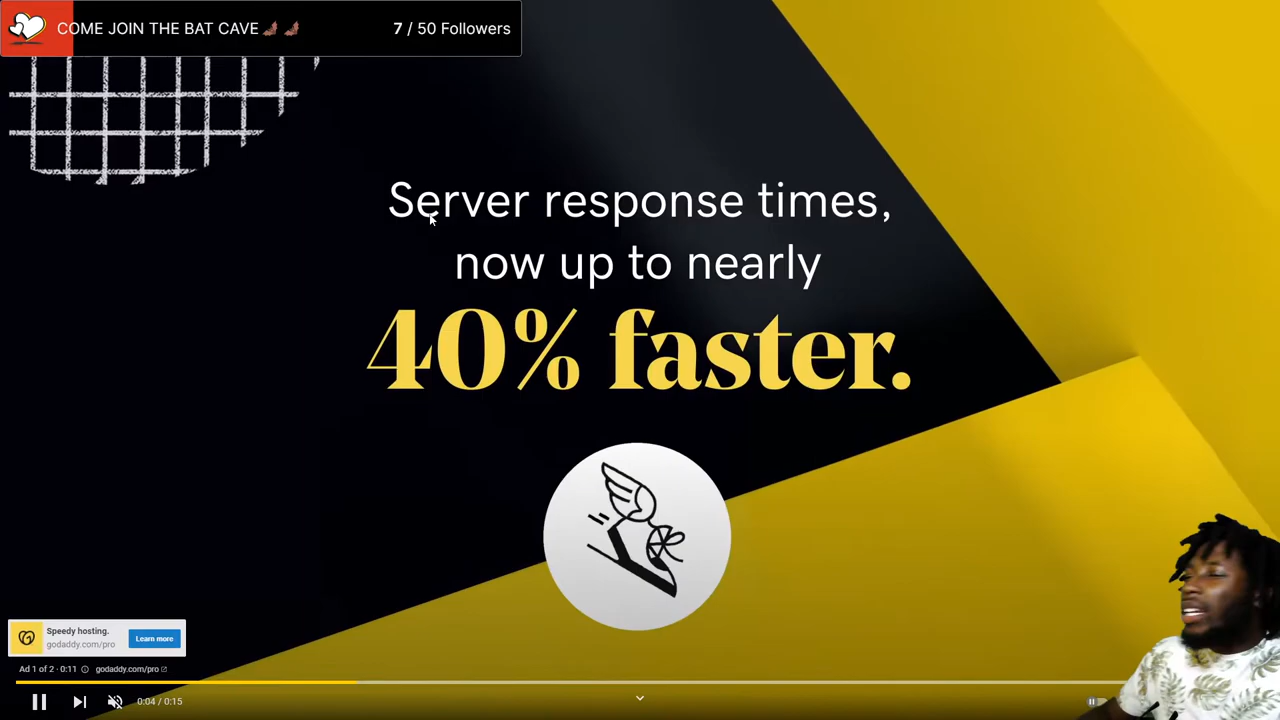 COME JOIN THE BAT CAVE 7 / 50 Followers
Server response times,
now up to nearly
40% faster.
Speedy hosting.
godaddy.com/pro
Learn more
Ad 1 of 2 · 0:11 godaddy.com/pro
0:04 / 0:15